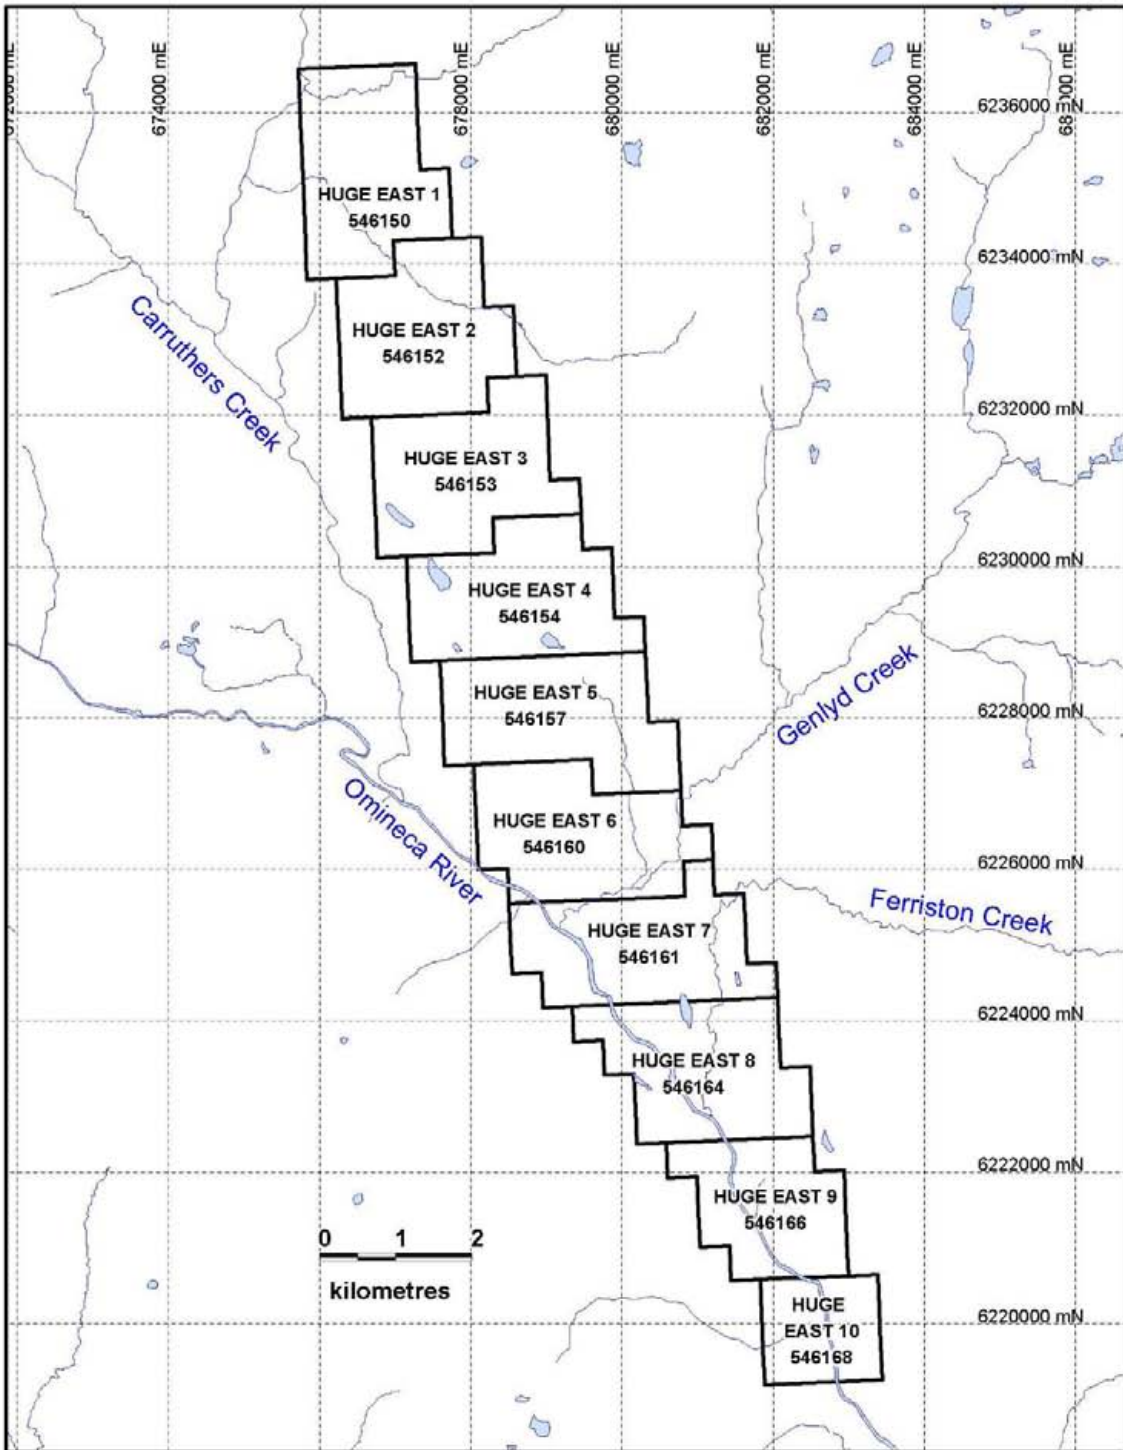 674000 mE
678000 mE
680000 mE
682000 mE
684000 mE
6236000 mN
HUGE EAST 1
546150
6234000 mN
Carruthers Creek
HUGE EAST 2
546152
6232000 mN
HUGE EAST 3
546153
6230000 mN
HUGE EAST 4
546154
Genlyd Creek
HUGE EAST 5
546157
6228000 mN
Omineca River
HUGE EAST 6
546160
6226000 mN
Ferriston Creek
HUGE EAST 7
546161
6224000 mN
HUGE EAST 8
546164
6222000 mN
HUGE EAST 9
546166
0 1 2
kilometres
HUGE
EAST 10
546168
6220000 mN